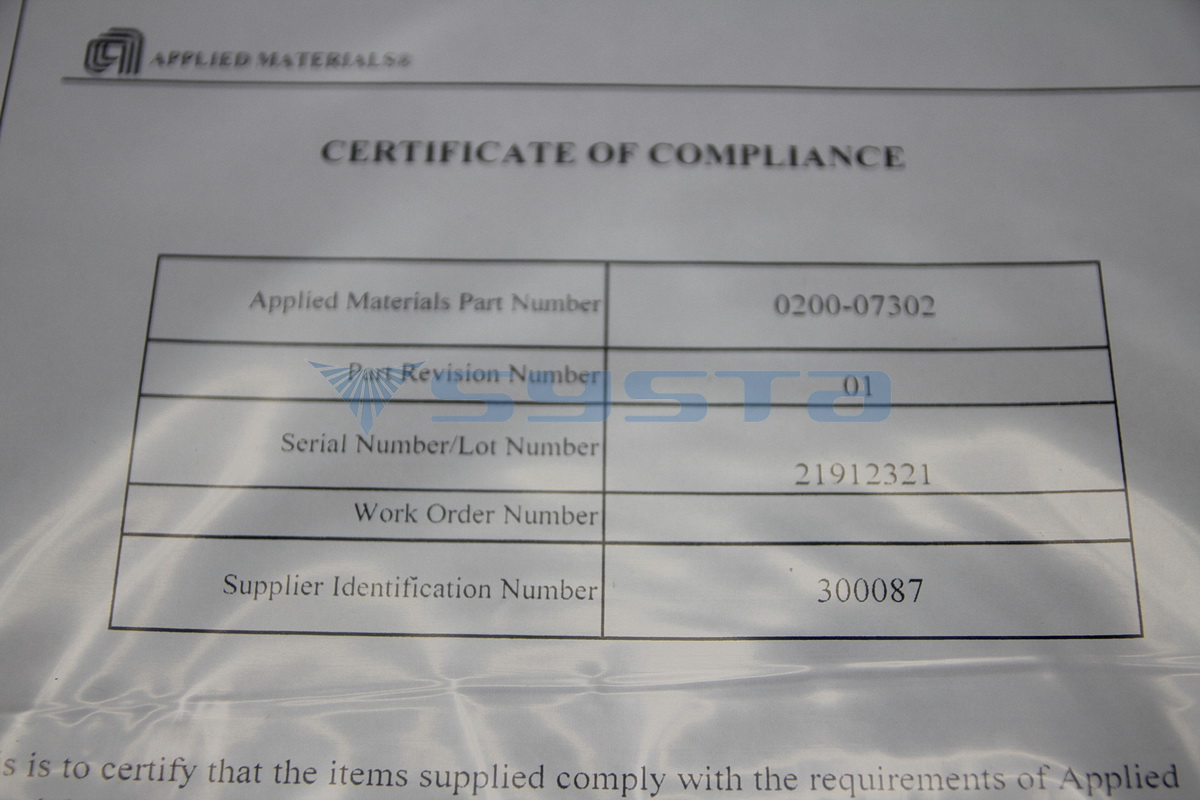 APPLIED MATERIALS®
CERTIFICATE OF COMPLIANCE
Applied Materials Part Number 0200-07302
Part Revision Number 01
systa
Serial Number/Lot Number 21912321
Work Order Number
Supplier Identification Number 300087
s is to certify that the items supplied comply with the requirements of Applied